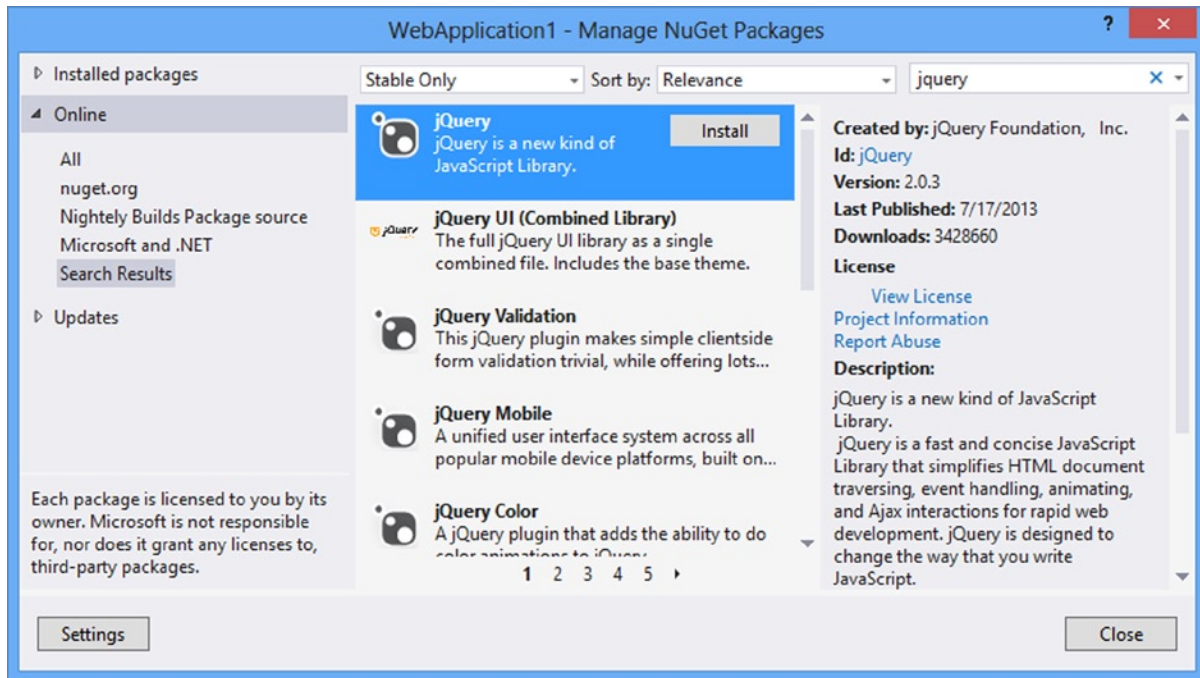 WebApplication1 - Manage NuGet Packages
?
Installed packages
Online
All
nuget.org
Nightely Builds Package source
Microsoft and .NET
Search Results
Updates
Each package is licensed to you by its
owner. Microsoft is not responsible
for, nor does it grant any licenses to,
third-party packages.
Settings
Stable Only
Sort by: Relevance
jquery
jQuery
jQuery is a new kind of
JavaScript Library.
Install
jQuery
jQuery UI (Combined Library)
The full jQuery UI library as a single
combined file. Includes the base theme.
jQuery Validation
This jQuery plugin makes simple clientside
form validation trivial, while offering lots...
jQuery Mobile
A unified user interface system across all
popular mobile device platforms, built on...
jQuery Color
A jQuery plugin that adds the ability to do
color animations to jQuery
1 2 3 4 5
Created by: jQuery Foundation, Inc.
Id: jQuery
Version: 2.0.3
Last Published: 7/17/2013
Downloads: 3428660
License
View License
Project Information
Report Abuse
Description:
jQuery is a new kind of JavaScript
Library.
jQuery is a fast and concise JavaScript
Library that simplifies HTML document
traversing, event handling, animating,
and Ajax interactions for rapid web
development. jQuery is designed to
change the way that you write
JavaScript.
Close